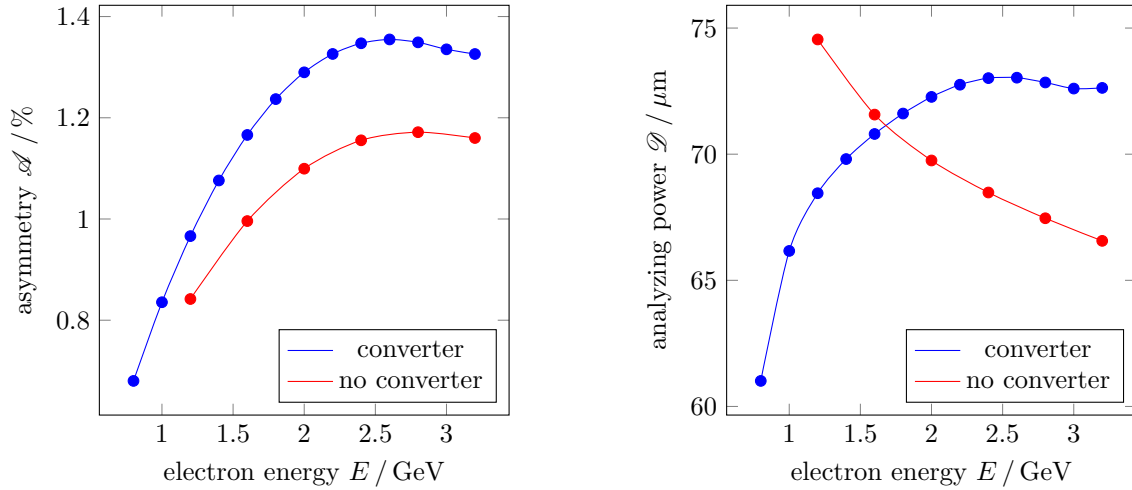 asymmetry 𝒜 / %
1.4
1.2
1
0.8
converter
no converter
1 1.5 2 2.5 3
electron energy E / GeV
analyzing power 𝒟 / μm
75
70
65
60
converter
no converter
1 1.5 2 2.5 3
electron energy E / GeV